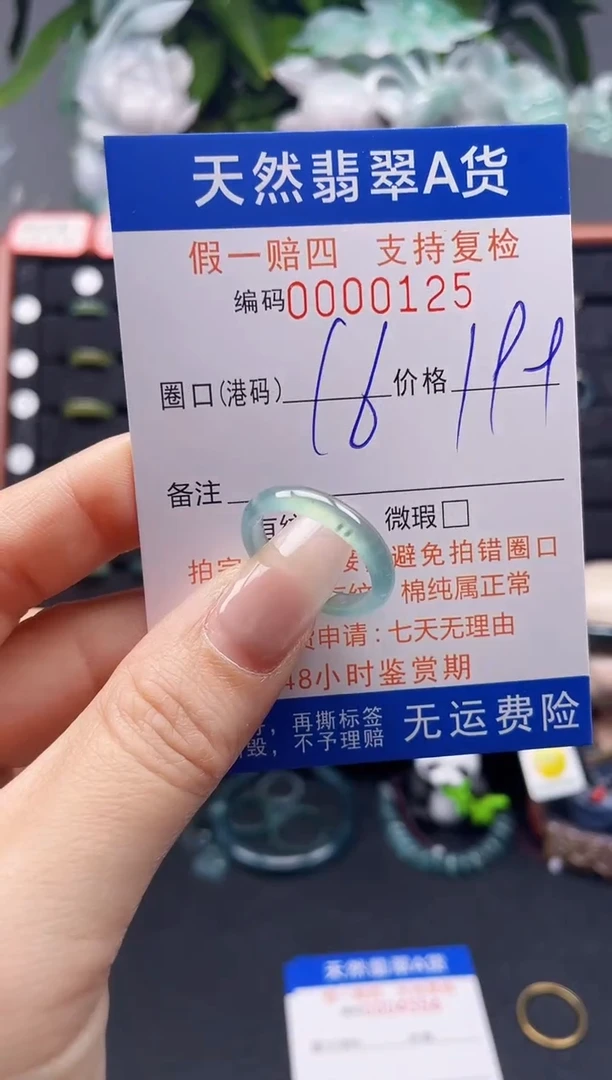 天然翡翠A货
假一赔四 支持复检
编码0000125
圈口(港码) 16 价格 199
备注
微瑕□
避免拍错圈口
棉纯属正常
费申请:七天无理由
48小时鉴赏期
，再撕标签
毁，不予理赔
无运费险
天然翡翠A货